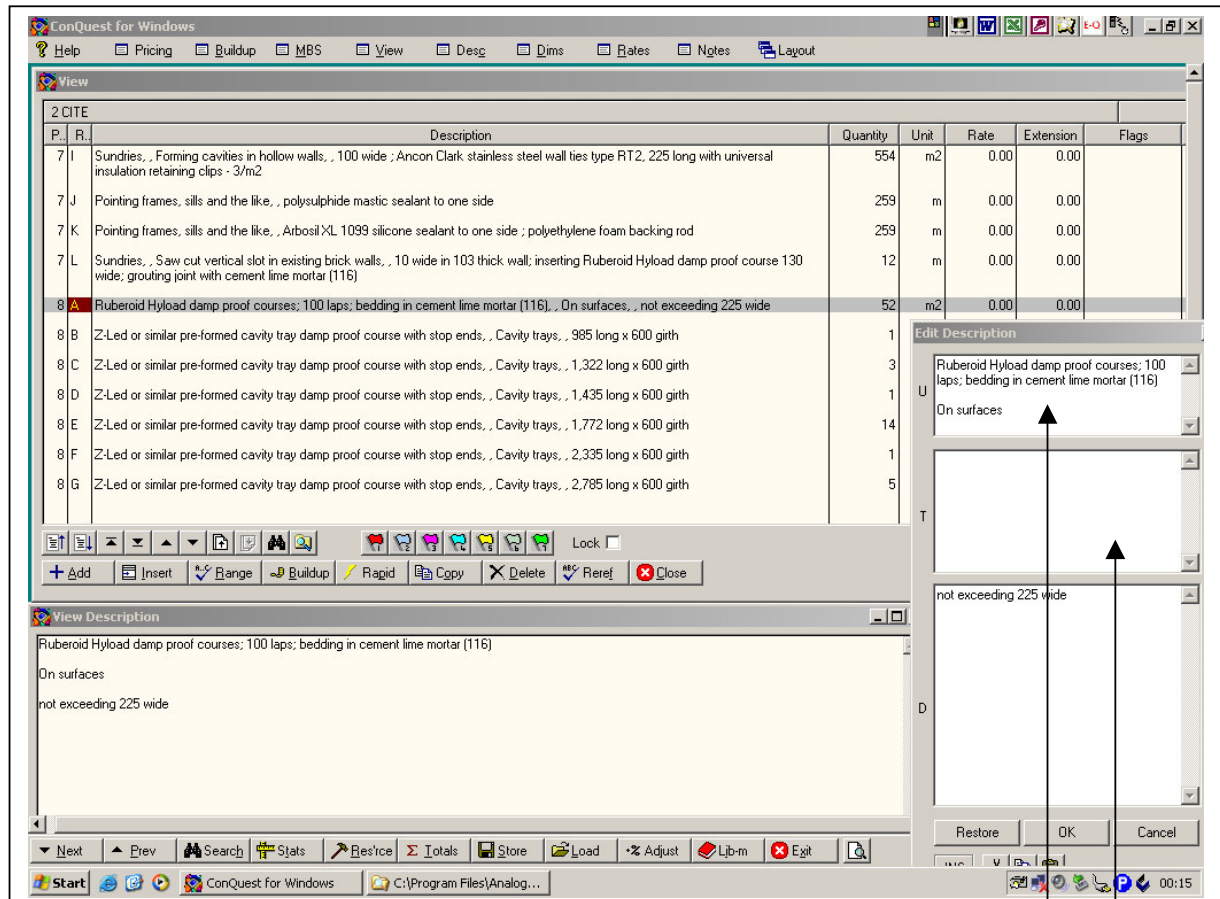 ConQuest for Windows
Help Pricing Buildup MBS View Desc Dims Rates Notes Layout
View
2 CITE
P.. R.. Description Quantity Unit Rate Extension Flags
7 I Sundries, , Forming cavities in hollow walls, , 100 wide ; Ancon Clark stainless steel wall ties type RT2, 225 long with universal 554 m2 0.00 0.00
insulation retaining clips - 3/m2
7 J Pointing frames, sills and the like, , polysulphide mastic sealant to one side 259 m 0.00 0.00
7 K Pointing frames, sills and the like, , Arbosil XL 1099 silicone sealant to one side ; polyethylene foam backing rod 259 m 0.00 0.00
7 L Sundries, , Saw cut vertical slot in existing brick walls, , 10 wide in 103 thick wall; inserting Ruberoid Hyload damp proof course 130 12 m 0.00 0.00
wide; grouting joint with cement lime mortar (116)
8 A Ruberoid Hyload damp proof courses; 100 laps; bedding in cement lime mortar (116), , On surfaces, , not exceeding 225 wide 52 m2 0.00 0.00
8 B Z-Led or similar pre-formed cavity tray damp proof course with stop ends, , Cavity trays, , 985 long x 600 girth 1
8 C Z-Led or similar pre-formed cavity tray damp proof course with stop ends, , Cavity trays, , 1,322 long x 600 girth 3
8 D Z-Led or similar pre-formed cavity tray damp proof course with stop ends, , Cavity trays, , 1,435 long x 600 girth 1
8 E Z-Led or similar pre-formed cavity tray damp proof course with stop ends, , Cavity trays, , 1,772 long x 600 girth 14
8 F Z-Led or similar pre-formed cavity tray damp proof course with stop ends, , Cavity trays, , 2,335 long x 600 girth 1
8 G Z-Led or similar pre-formed cavity tray damp proof course with stop ends, , Cavity trays, , 2,785 long x 600 girth 5
Lock
Add Insert Range Buildup Rapid Copy Delete Reref Close
Edit Description
U
Ruberoid Hyload damp proof courses; 100
laps; bedding in cement lime mortar (116)
On surfaces
T
D
not exceeding 225 wide
Restore OK Cancel
View Description
Ruberoid Hyload damp proof courses; 100 laps; bedding in cement lime mortar (116)
On surfaces
not exceeding 225 wide
Next Prev Search Stats Res'rce Σ Totals Store Load +% Adjust Lib-m Exit
Start ConQuest for Windows C:\Program Files\Analog... 00:15